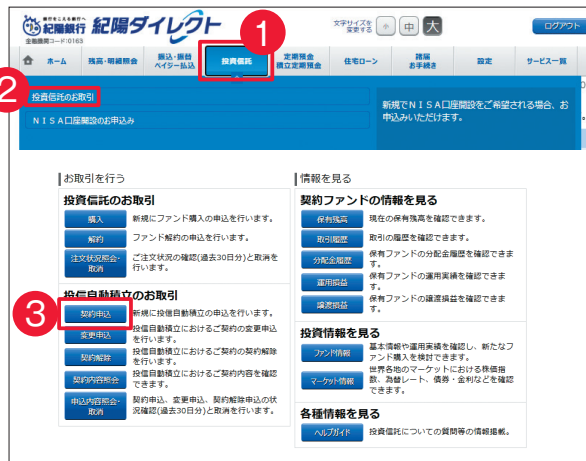 銀行をこえる銀行へ
紀陽銀行 紀陽ダイレクト
金融機関コード:0163
文字サイズを
変更する
小 中 大
ログアウト
1
ホーム
残高・明細照会
振込・振替
ペイジー払込
投資信託
定期預金
積立定期預金
住宅ローン
諸届
お手続き
設定
サービス一覧
2
投資信託のお取引
NISA口座開設のお申込み
新規でNISA口座開設をご希望される場合、お
申込みいただけます。
お取引を行う
投資信託のお取引
購入 新規にファンド購入の申込を行います。
解約 ファンド解約の申込を行います。
注文状況照会・
取消
ご注文状況の確認(過去30日分)と取消を
行います。
3
投信自動積立のお取引
契約申込 新規に投信自動積立の申込を行います。
変更申込
投信自動積立におけるご契約の変更申込
を行います。
契約解除
投信自動積立におけるご契約の契約解除
を行います。
契約内容照会
投信自動積立におけるご契約内容を確認
できます。
申込内容照会・
取消
契約申込、変更申込、契約解除申込の状
況確認(過去30日分)と取消を行います。
情報を見る
契約ファンドの情報を見る
保有残高 現在の保有残高を確認できます。
取引履歴 取引の履歴を確認できます。
分配金履歴
保有ファンドの分配金履歴を確認できま
す。
運用損益
保有ファンドの運用実績を確認できま
す。
譲渡損益
保有ファンドの譲渡損益を確認できま
す。
投資情報を見る
ファンド情報
基本情報や運用実績を確認し、新たなフ
ァンド購入を検討できます。
マーケット情報
世界各地のマーケットにおける株価指
数、為替レート、債券・金利などを確認
できます。
各種情報を見る
ヘルプガイド 投資信託についての質問等の情報掲載。